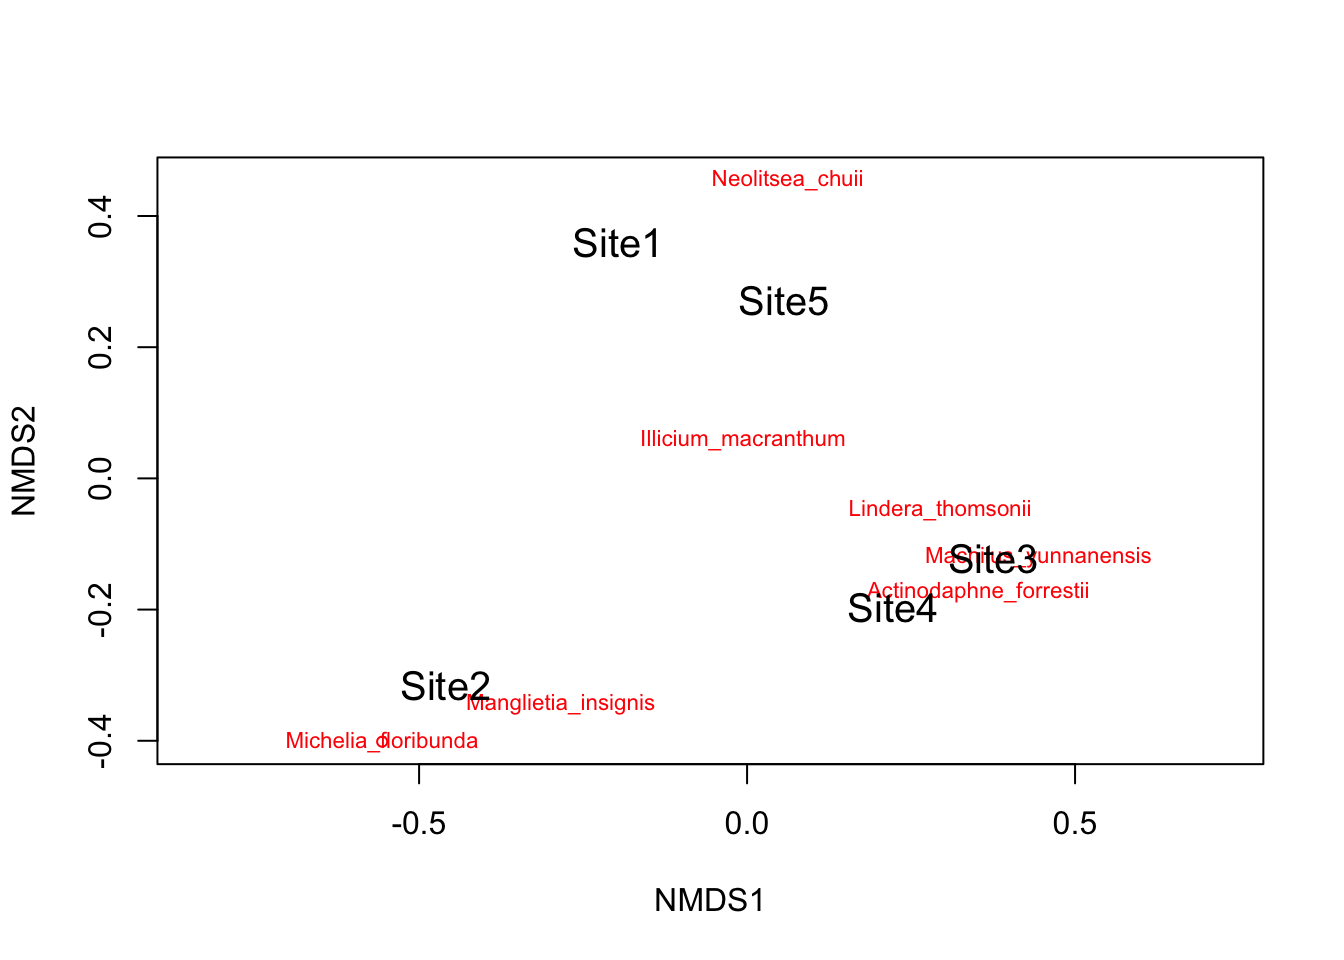 Neolitsea_chuii
0.4
Site1
Site5
0.2
Illicium_macranthum
NMDS2
0.0
Lindera_thomsonii
Site3
Actinodaphne_forrestii
-0.2
Site4
Site2
Manglietia_insignis
-0.4
Michelia_floribunda
-0.5 0.0 0.5
NMDS1